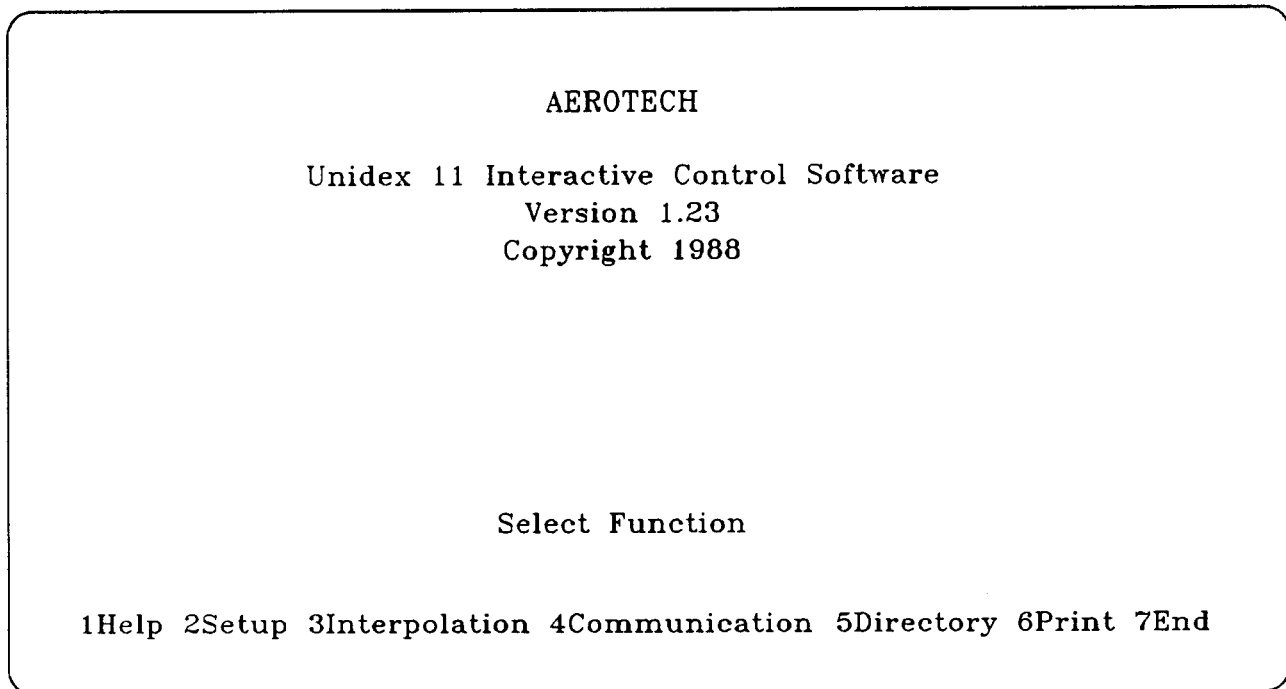 AEROTECH
Unidex 11 Interactive Control Software
Version 1.23
Copyright 1988
Select Function
1Help 2Setup 3Interpolation 4Communication 5Directory 6Print 7End